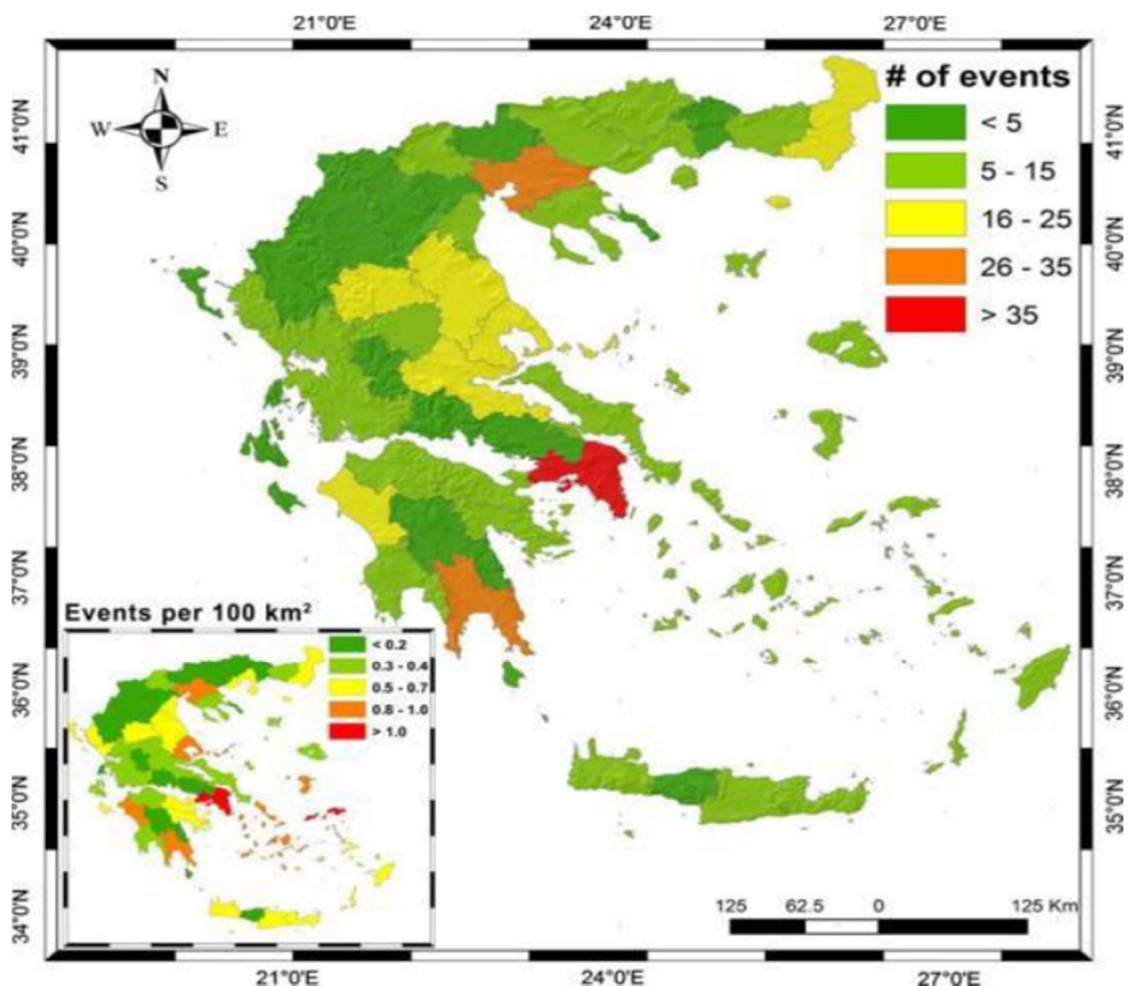 21°0'E 24°0'E 27°0'E
N
W E
S
# of events
< 5
5 - 15
16 - 25
26 - 35
> 35
41°0'N 41°0'N
40°0'N 40°0'N
39°0'N 39°0'N
38°0'N 38°0'N
37°0'N 37°0'N
36°0'N 36°0'N
35°0'N 35°0'N
34°0'N
Events per 100 km²
< 0.2
0.3 - 0.4
0.5 - 0.7
0.8 - 1.0
> 1.0
125 62.5 0 125 Km
21°0'E 24°0'E 27°0'E